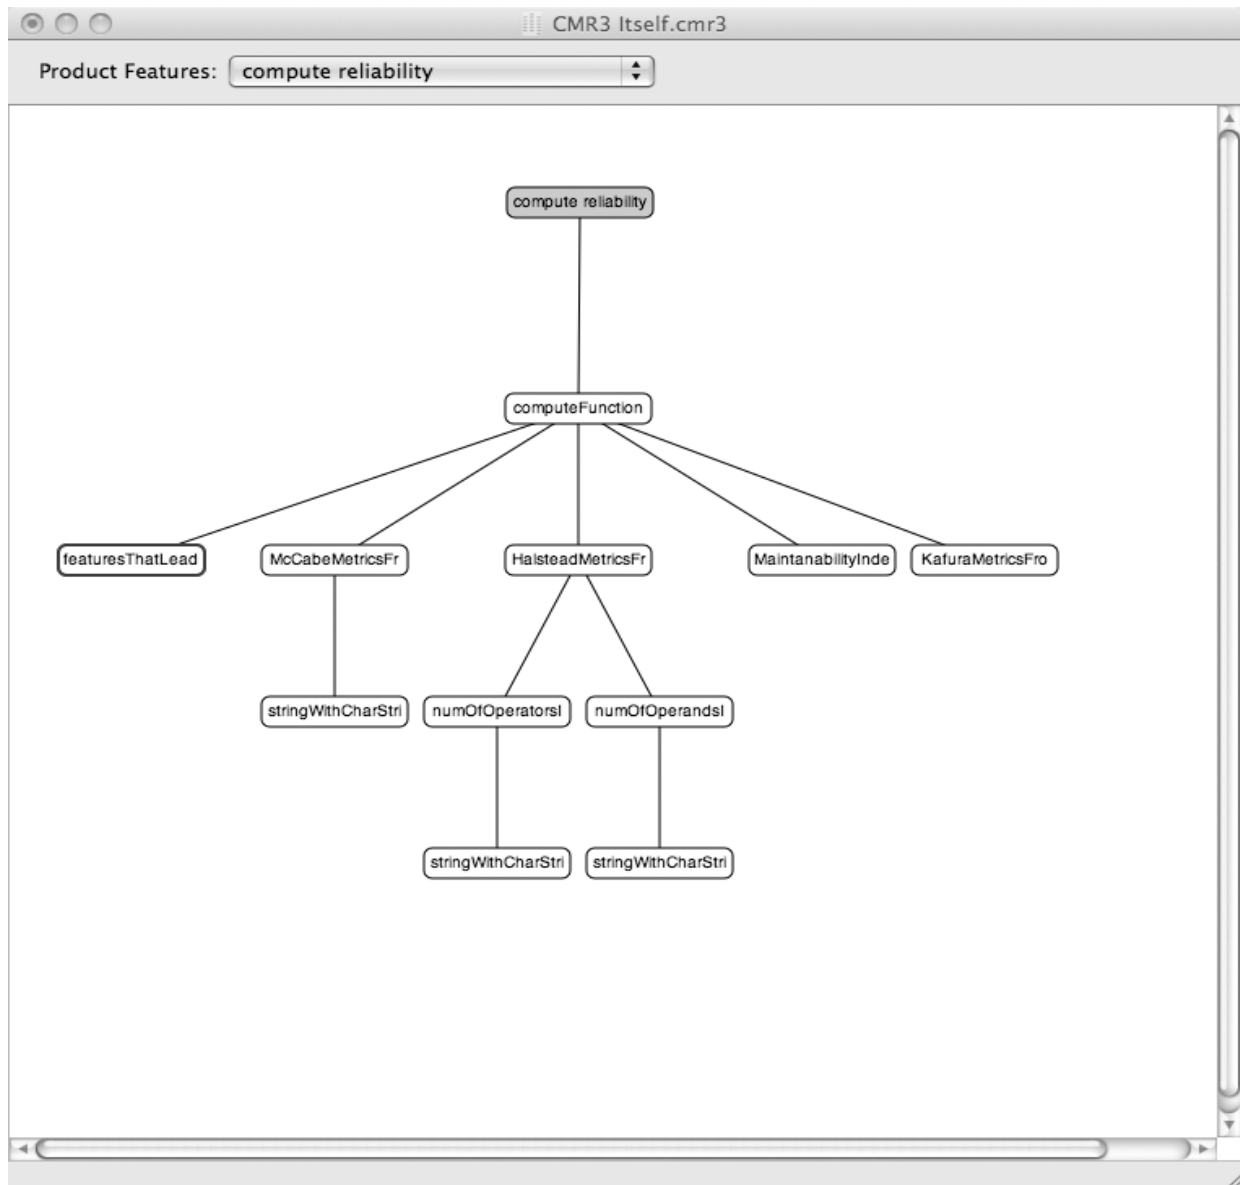 CMR3 Itself.cmr3
Product Features: compute reliability
compute reliability
computeFunction
featuresThatLead McCabeMetricsFr HalsteadMetricsFr MaintanabilityInde KafuraMetricsFro
stringWithCharStri numOfOperatorsI numOfOperandsI
stringWithCharStri stringWithCharStri